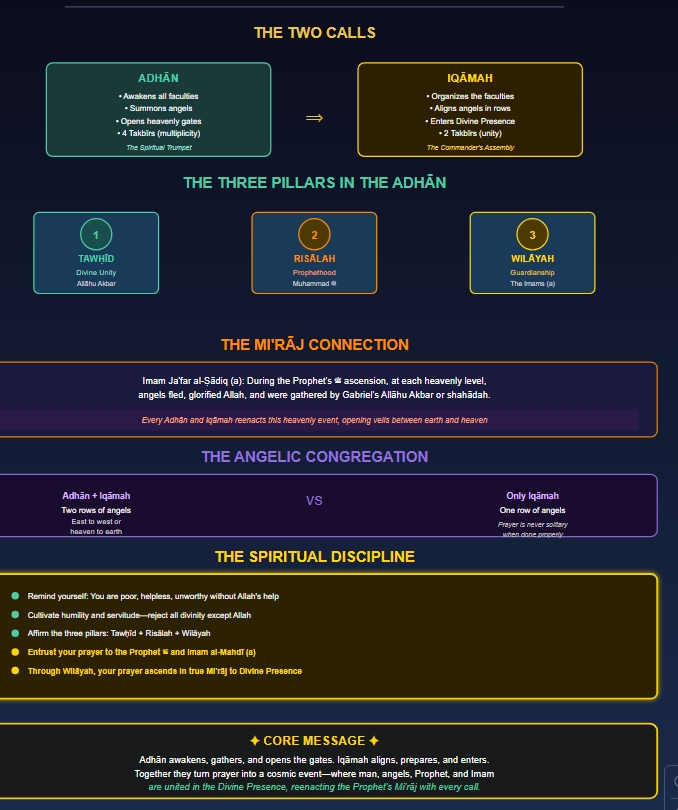 THE TWO CALLS
ADHĀN
• Awakens all faculties
• Summons angels
• Opens heavenly gates
• 4 Takbīrs (multiplicity)
The Spiritual Trumpet
⇒
IQĀMAH
• Organizes the faculties
• Aligns angels in rows
• Enters Divine Presence
• 2 Takbīrs (unity)
The Commander's Assembly
THE THREE PILLARS IN THE ADHĀN
1
TAWḤĪD
Divine Unity
Allāhu Akbar
2
RISĀLAH
Prophethood
Muhammad ﷺ
3
WILĀYAH
Guardianship
The Imams (a)
THE MI'RĀJ CONNECTION
Imam Ja'far al-Ṣādiq (a): During the Prophet's ﷺ ascension, at each heavenly level,
angels fled, glorified Allah, and were gathered by Gabriel's Allāhu Akbar or shahādah.
Every Adhān and Iqāmah reenacts this heavenly event, opening veils between earth and heaven
THE ANGELIC CONGREGATION
Adhān + Iqāmah
Two rows of angels
East to west or
heaven to earth
VS
Only Iqāmah
One row of angels
Prayer is never solitary
when done properly
THE SPIRITUAL DISCIPLINE
Remind yourself: You are poor, helpless, unworthy without Allah's help
Cultivate humility and servitude—reject all divinity except Allah
Affirm the three pillars: Tawḥīd + Risālah + Wilāyah
Entrust your prayer to the Prophet ﷺ and Imam al-Mahdī (a)
Through Wilāyah, your prayer ascends in true Mi'rāj to Divine Presence
✦ CORE MESSAGE ✦
Adhān awakens, gathers, and opens the gates. Iqāmah aligns, prepares, and enters.
Together they turn prayer into a cosmic event—where man, angels, Prophet, and Imam
are united in the Divine Presence, reenacting the Prophet's Mi'rāj with every call.